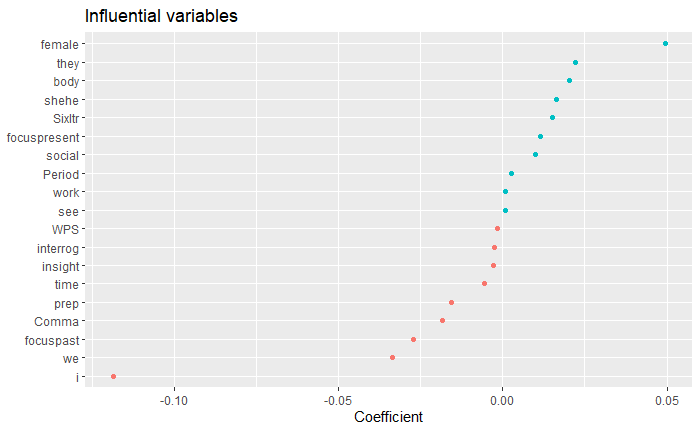 Influential variables
female
they
body
shehe
Sixltr
focuspresent
social
Period
work
see
WPS
interrog
insight
time
prep
Comma
focuspast
we
i
-0.10 -0.05 0.00 0.05
Coefficient